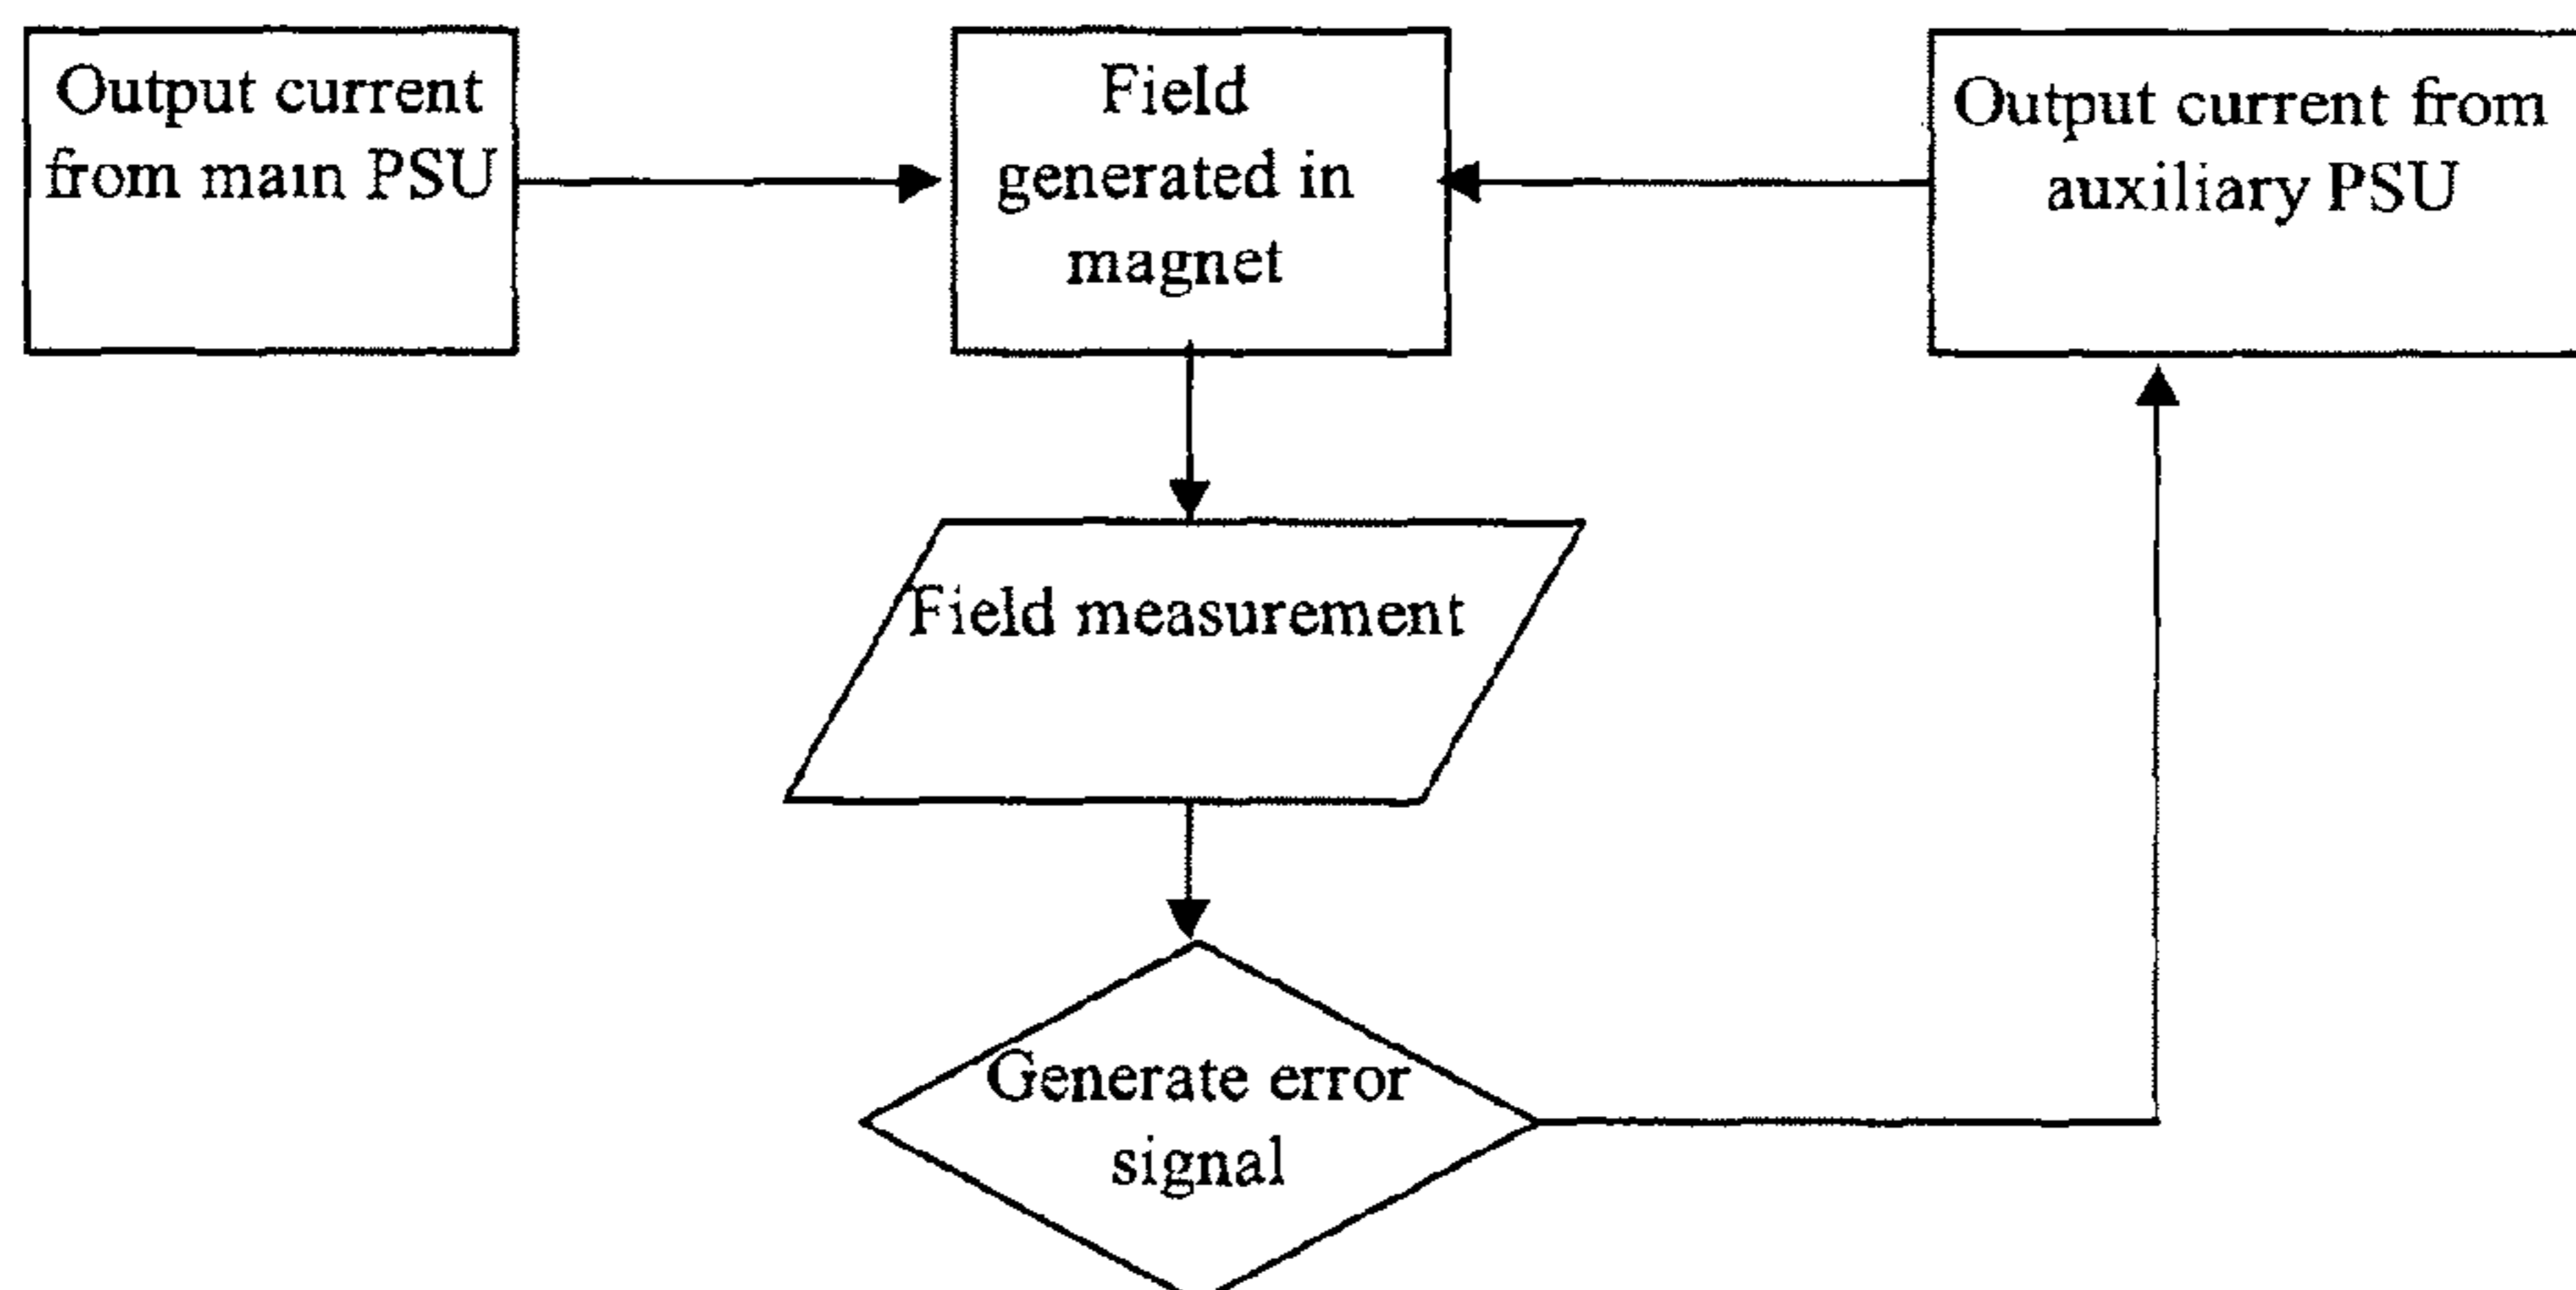 Output current
from main PSU
Field
generated in
magnet
Output current from
auxiliary PSU
Field measurement
Generate error
signal